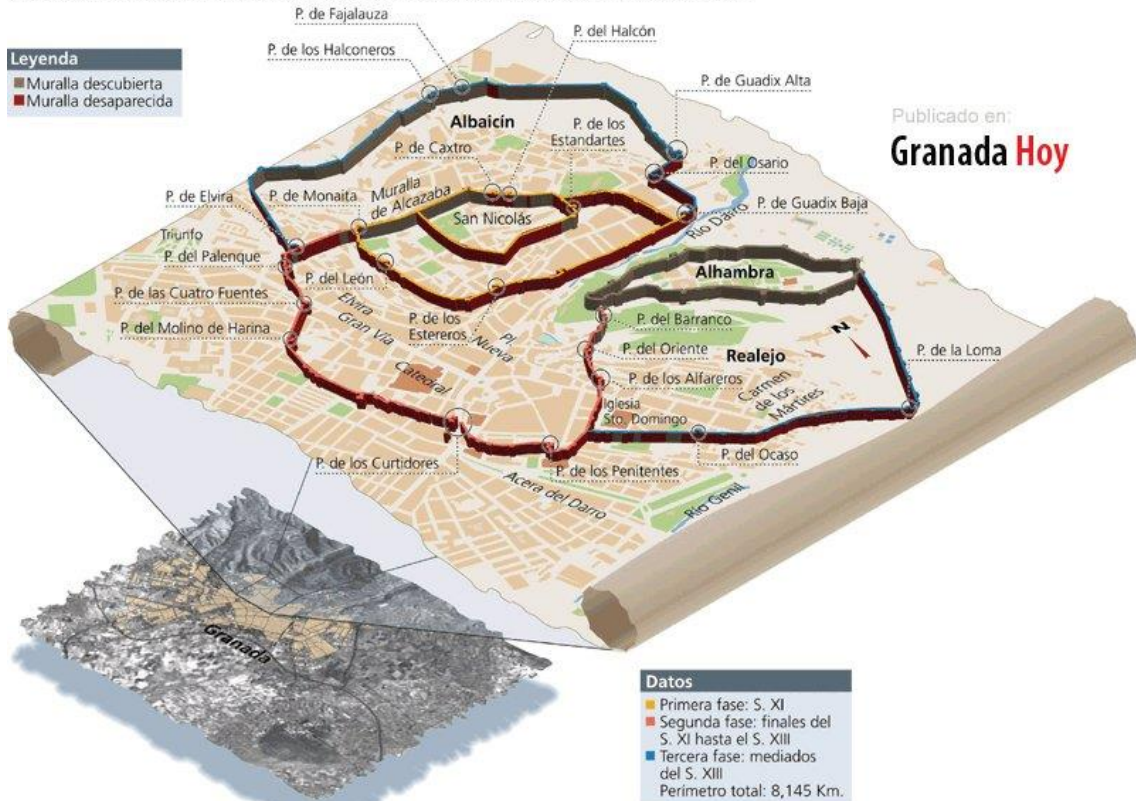 P. de Fajalauza
P. de los Halconeros
P. del Halcón
Leyenda
Muralla descubierta
Muralla desaparecida
P. de Guadix Alta
Publicado en:
Granada Hoy
Albaicín
P. de los
Estandartes
P. de Caxtro
P. del Osario
P. de Elvira
P. de Monaita
Muralla
de Alcazaba
San Nicolás
P. de Guadix Baja
Río Darro
Triunfo
P. del Palenque
P. del León
Alhambra
P. de las Cuatro Fuentes
Elvira
Gran Vía
P. de los
Estereros
Pl.
Nueva
P. del Molino de Harina
P. del Barranco
N
P. del Oriente
Realejo
P. de la Loma
Catedral
P. de los Alfareros
Carmen
de los
Mártires
Iglesia
Sto. Domingo
P. de los Curtidores
P. de los Penitentes
P. del Ocaso
Acera del Darro
Río Genil
Granada
Datos
Primera fase: S. XI
Segunda fase: finales del
S. XI hasta el S. XIII
Tercera fase: mediados
del S. XIII
Perímetro total: 8,145 Km.